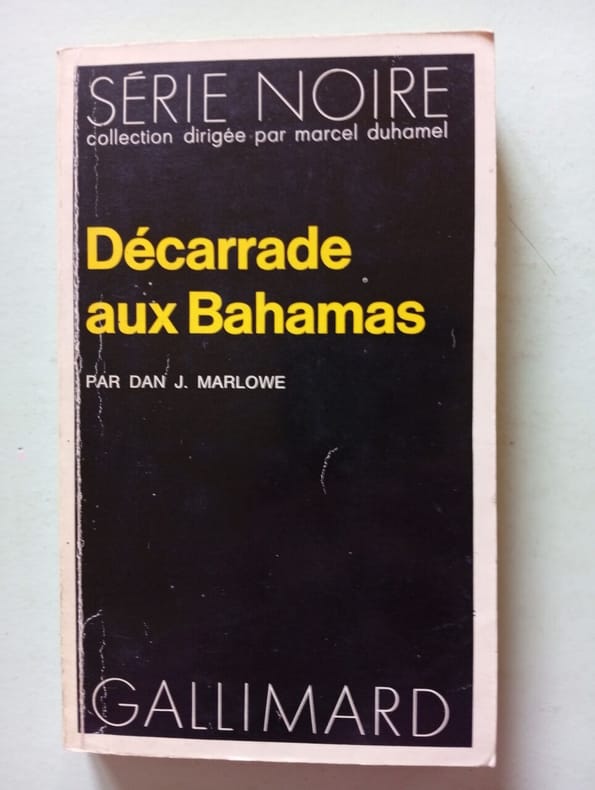 SÉRIE NOIRE
collection dirigée par marcel duhamel
Décarrade
aux Bahamas
PAR DAN J. MARLOWE
GALLIMARD